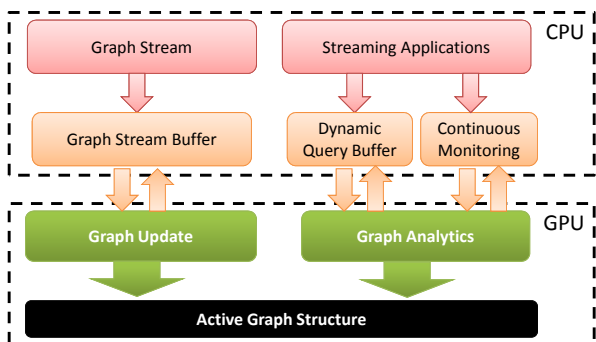 CPU
Graph Stream
Streaming Applications
Graph Stream Buffer
Dynamic
Query Buffer
Continuous
Monitoring
GPU
Graph Update
Graph Analytics
Active Graph Structure